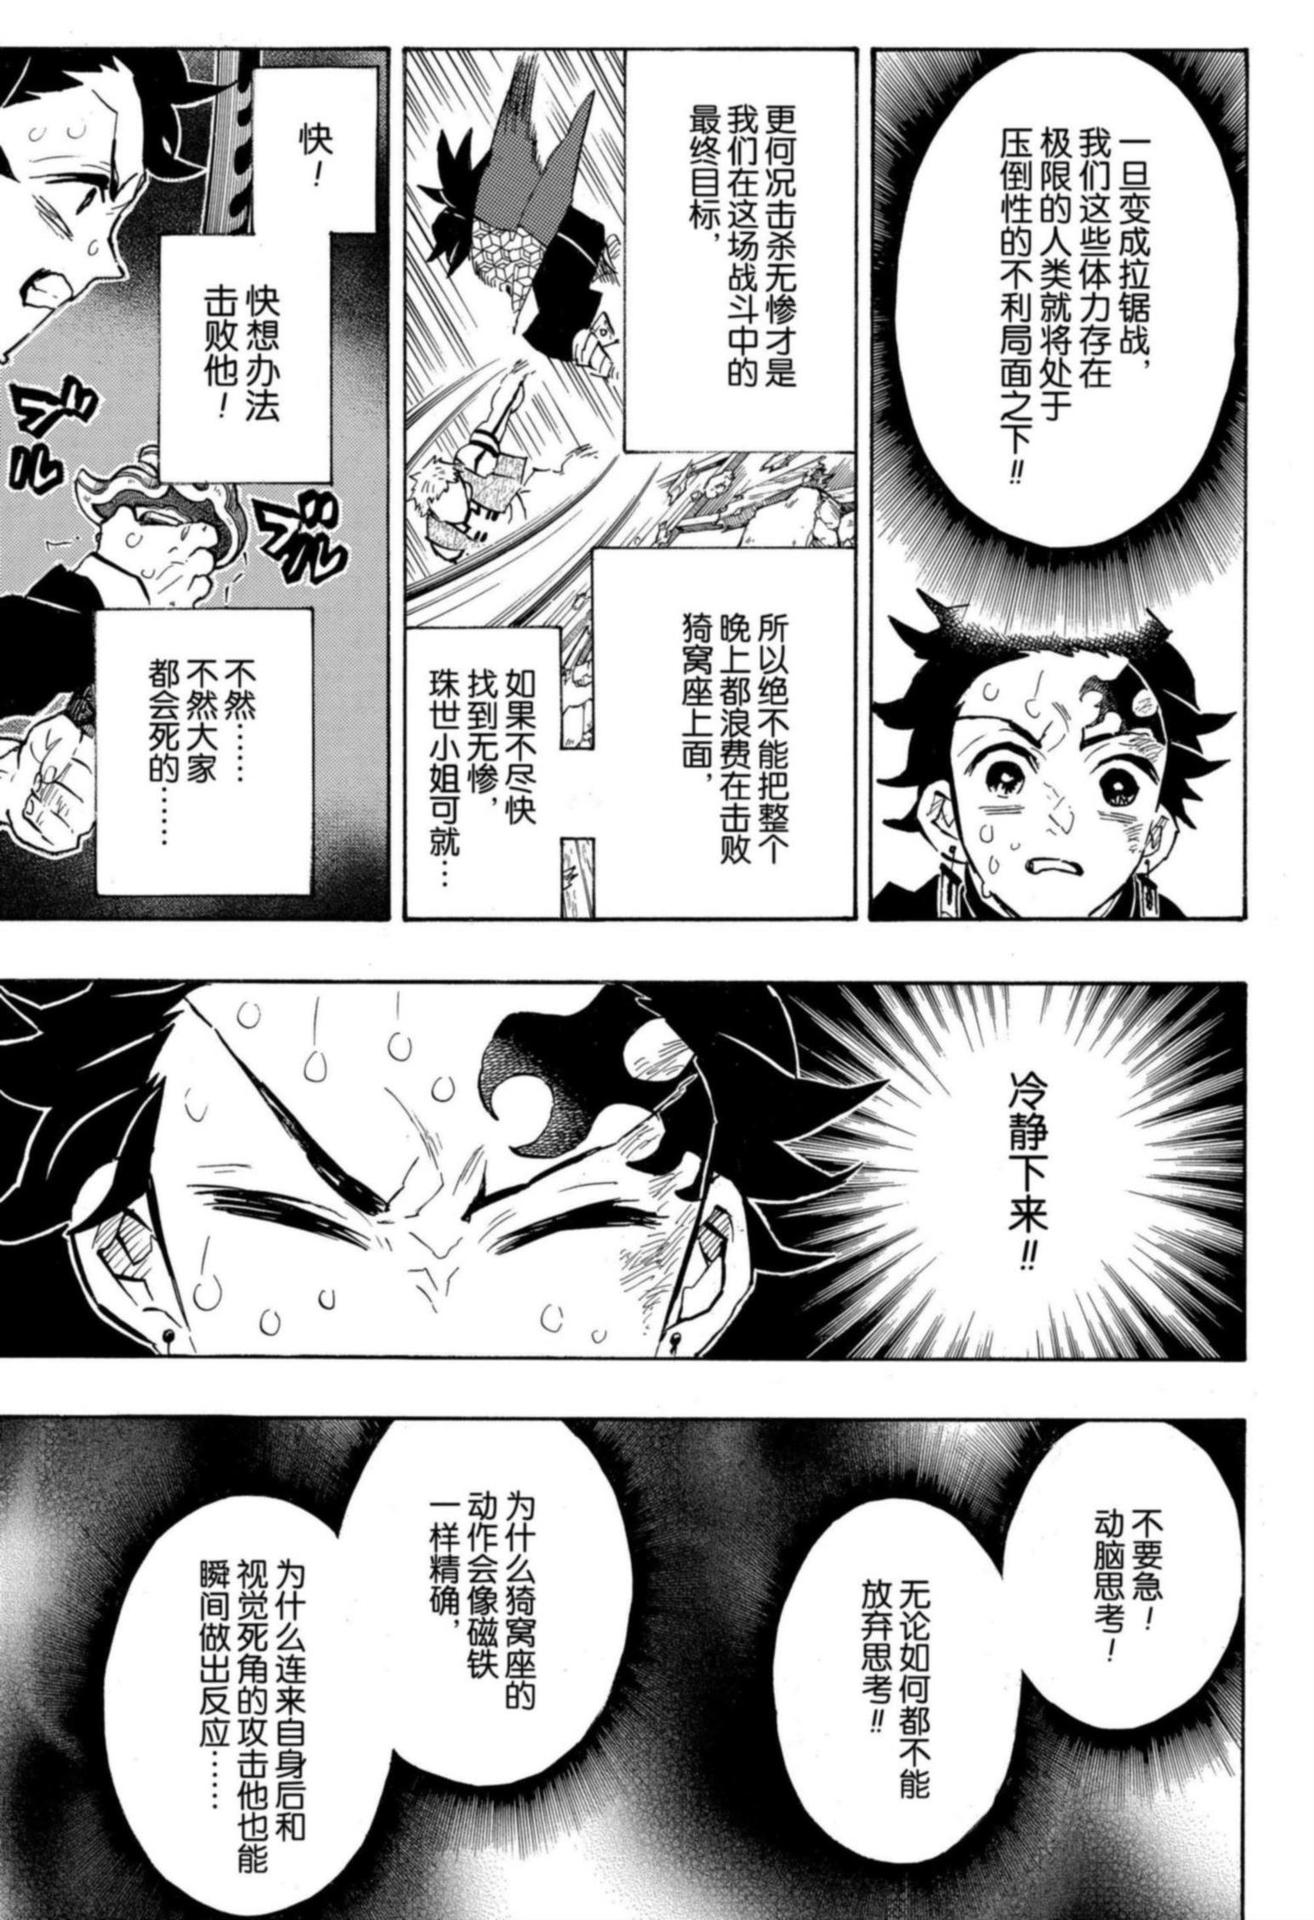 一旦变成拉锯战，
我们这些体力存在
极限的人类就将处于
压倒性的不利局面之下!!
更何况击杀无惨才是
我们在这场战斗中的
最终目标，
所以绝不能把整个
晚上都浪费在击败
猗窝座上面，
如果不尽快
找到无惨，
珠世小姐可就…
快！
快想办法
击败他！
不然……
不然大家
都会死的……
冷静下来!!
不要急！
动脑思考！
无论如何都不能
放弃思考!!
为什么猗窝座的
动作会像磁铁
一样精确，
为什么连来自身后和
视觉死角的攻击他也能
瞬间做出反应……